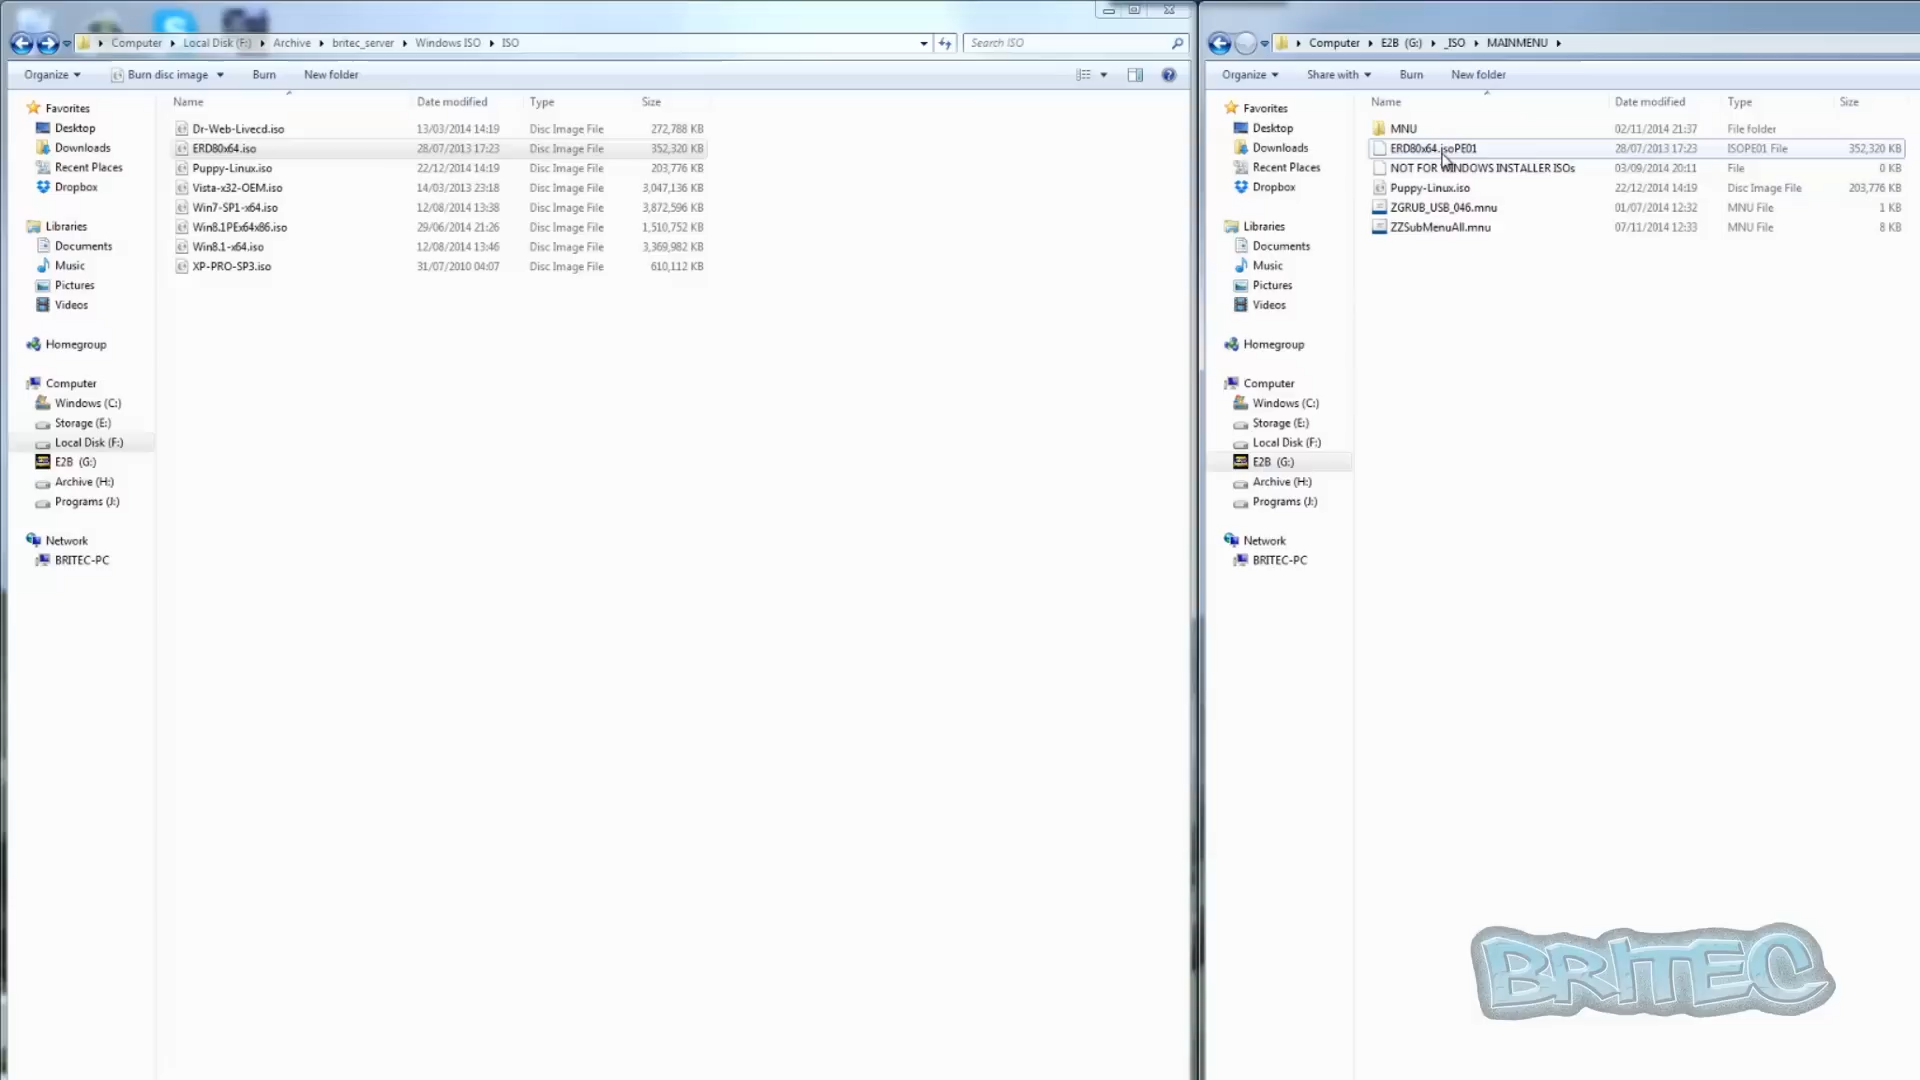 Computer Local Disk (F:) Archive britec_server Windows ISO ISO Search ISO
Organize Burn disc image Burn New folder
Favorites
Desktop
Downloads
Recent Places
Dropbox
Libraries
Documents
Music
Pictures
Videos
Homegroup
Computer
Windows (C:)
Storage (E:)
Local Disk (F:)
E2B (G:)
Archive (H:)
Programs (J:)
Network
BRITEC-PC
Name Date modified Type Size
Dr-Web-Livecd.iso 13/03/2014 14:19 Disc Image File 272,788 KB
ERD80x64.iso 28/07/2013 17:23 Disc Image File 352,320 KB
Puppy-Linux.iso 22/12/2014 14:19 Disc Image File 203,776 KB
Vista-x32-OEM.iso 14/03/2013 23:18 Disc Image File 3,047,136 KB
Win7-SP1-x64.iso 12/08/2014 13:38 Disc Image File 3,872,596 KB
Win8.1PEx64x86.iso 29/06/2014 21:26 Disc Image File 1,510,752 KB
Win8.1-x64.iso 12/08/2014 13:46 Disc Image File 3,369,982 KB
XP-PRO-SP3.iso 31/07/2010 04:07 Disc Image File 610,112 KB
Computer E2B (G:) _ISO MAINMENU
Organize Share with Burn New folder
Favorites
Desktop
Downloads
Recent Places
Dropbox
Libraries
Documents
Music
Pictures
Videos
Homegroup
Computer
Windows (C:)
Storage (E:)
Local Disk (F:)
E2B (G:)
Archive (H:)
Programs (J:)
Network
BRITEC-PC
Name Date modified Type Size
MNU 02/11/2014 21:37 File folder
ERD80x64.isoPE01 28/07/2013 17:23 ISOPE01 File 352,320 KB
NOT FOR WINDOWS INSTALLER ISOs 03/09/2014 20:11 File 0 KB
Puppy-Linux.iso 22/12/2014 14:19 Disc Image File 203,776 KB
ZGRUB_USB_046.mnu 01/07/2014 12:32 MNU File 1 KB
ZZSubMenuAll.mnu 07/11/2014 12:33 MNU File 8 KB
BRITEC